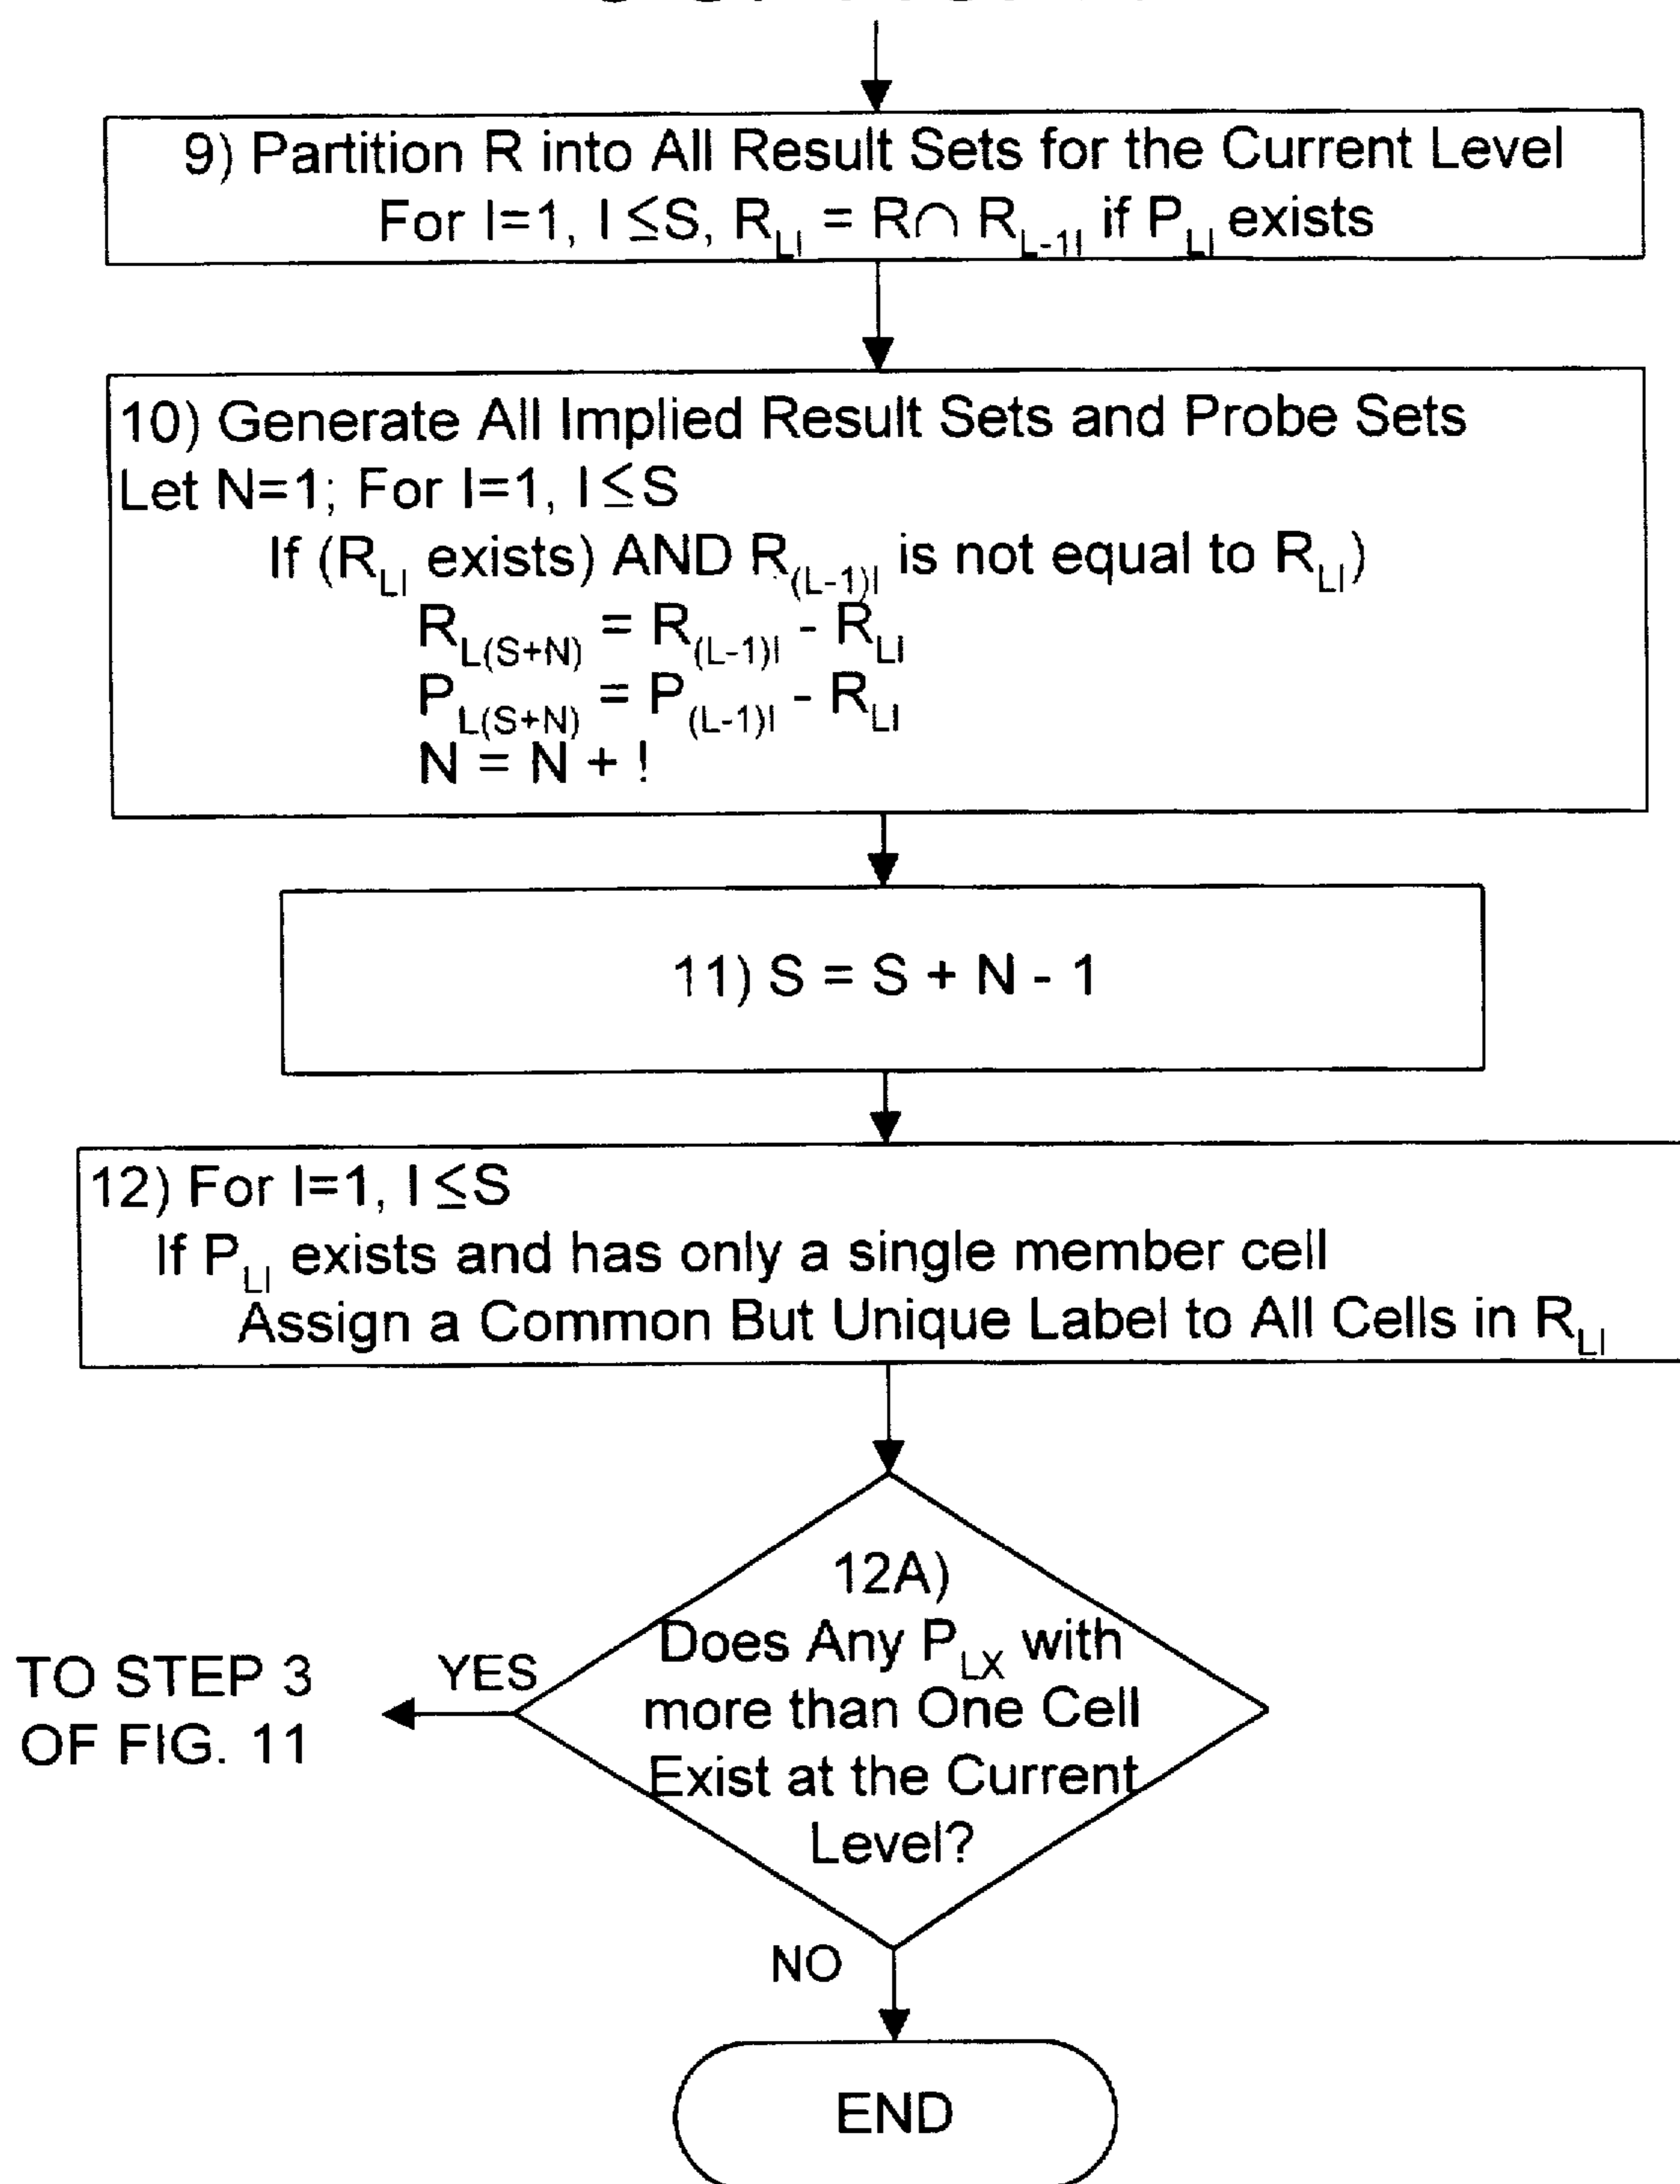 9) Partition R into All Result Sets for the Current Level
For I=1, I ≤S, R_LI = R∩ R_L-1I if P_LI exists
10) Generate All Implied Result Sets and Probe Sets
Let N=1; For I=1, I ≤S
If (R_LI exists) AND R_(L-1)I is not equal to R_LI)
R_L(S+N) = R_(L-1)I - R_LI
P_L(S+N) = P_(L-1)I - R_LI
N = N + !
11) S = S + N - 1
12) For I=1, I ≤S
If P_LI exists and has only a single member cell
Assign a Common But Unique Label to All Cells in R_LI
12A)
Does Any P_LX with
more than One Cell
Exist at the Current
Level?
YES
TO STEP 3
OF FIG. 11
NO
END